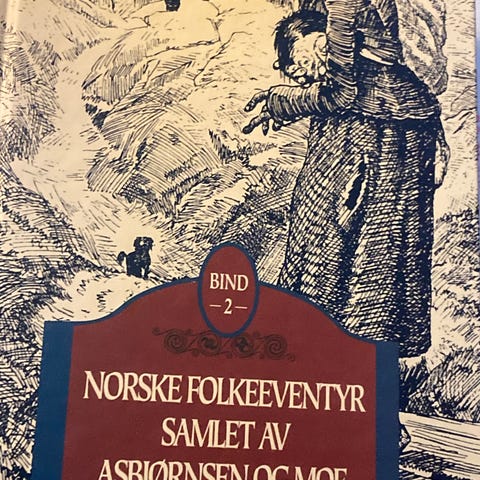 BIND
—2—
NORSKE FOLKEEVENTYR
SAMLET AV
ASBJØRNSEN OG MOE